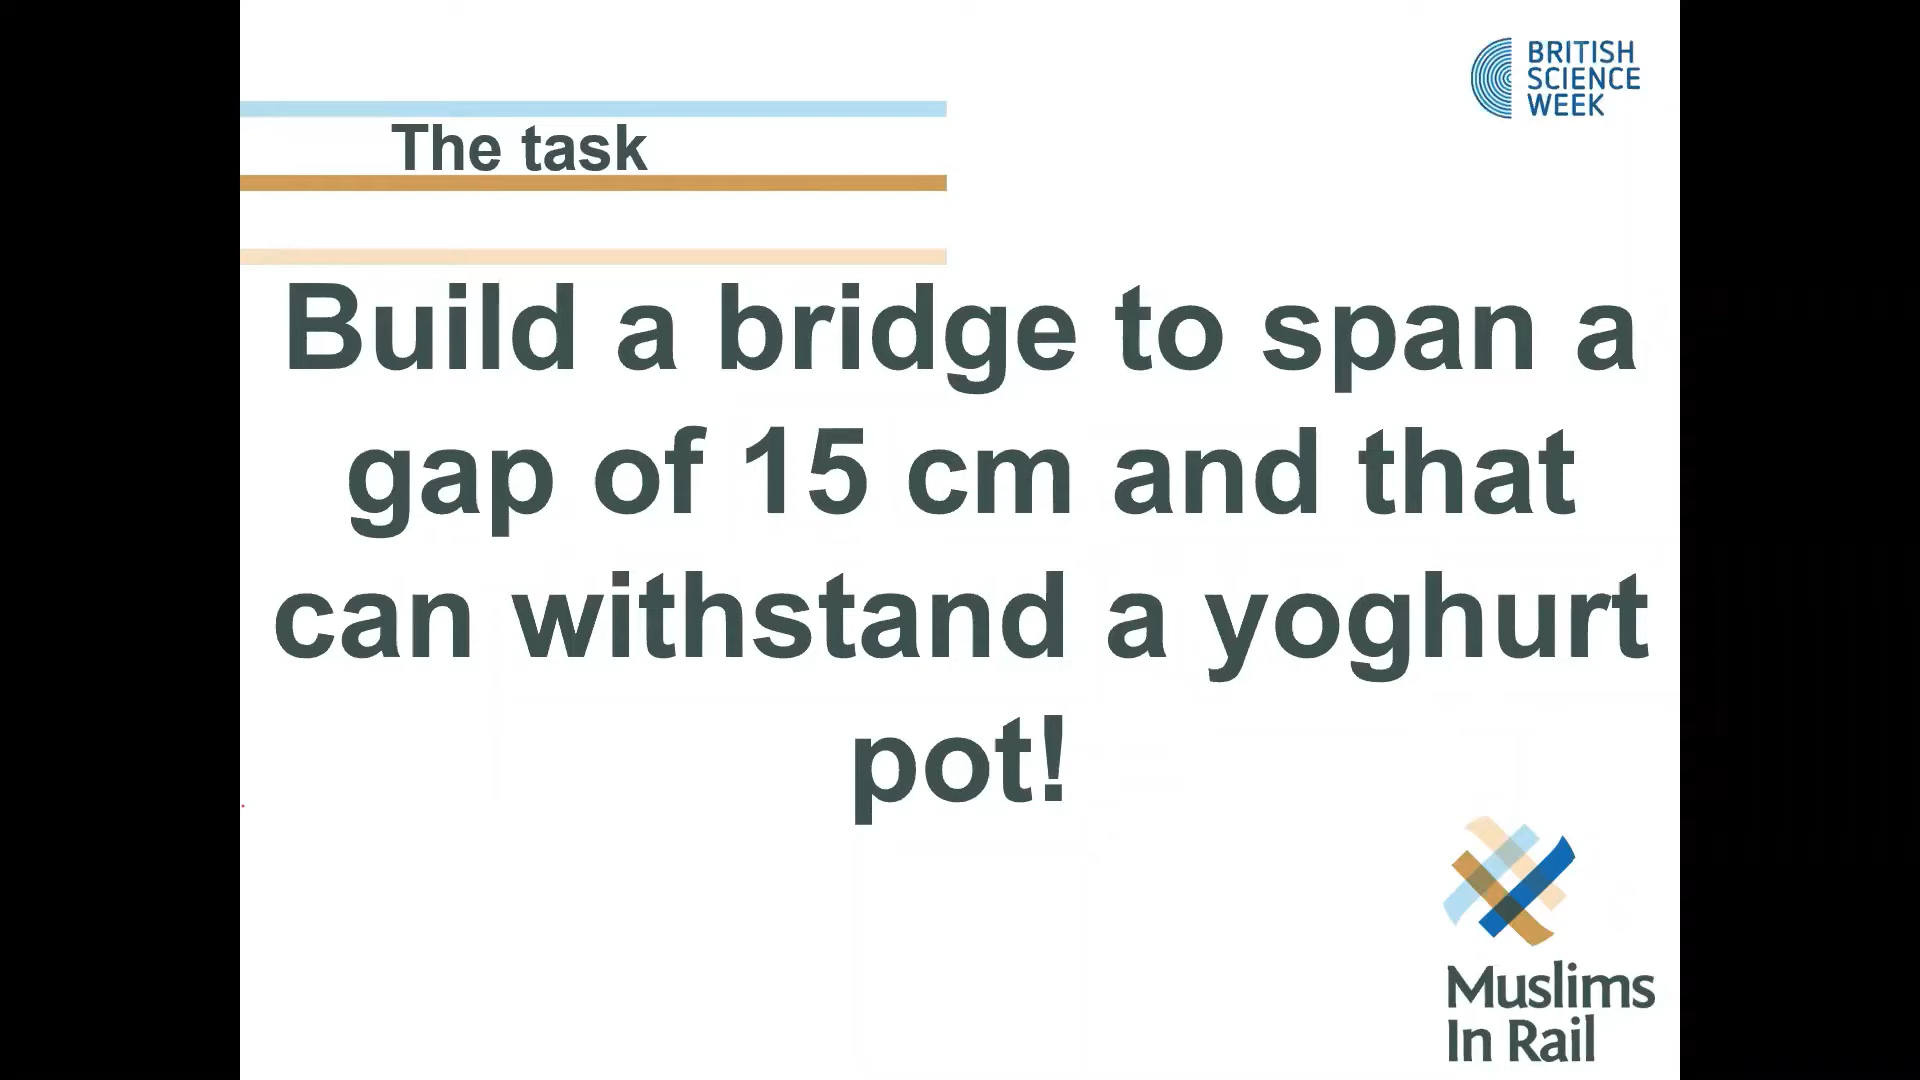 BRITISH
SCIENCE
WEEK
The task
Build a bridge to span a
gap of 15 cm and that
can withstand a yoghurt
pot!
Muslims
In Rail